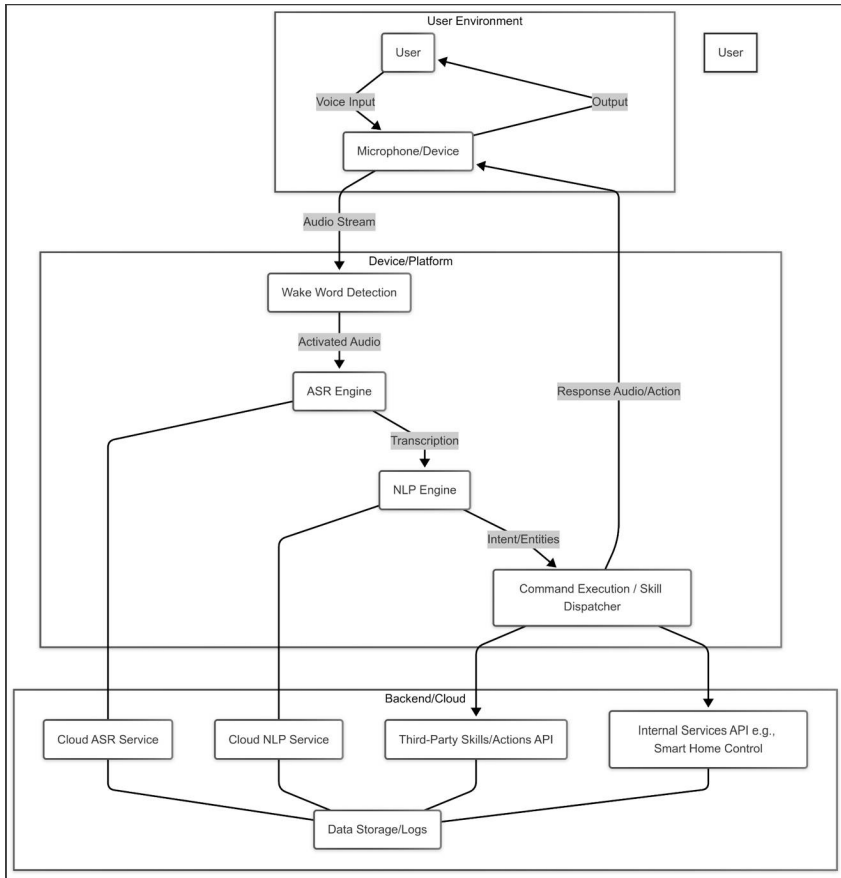 User Environment
User
User
Voice Input
Output
Microphone/Device
Audio Stream
Device/Platform
Wake Word Detection
Activated Audio
ASR Engine
Response Audio/Action
Transcription
NLP Engine
Intent/Entities
Command Execution / Skill
Dispatcher
Backend/Cloud
Cloud ASR Service
Cloud NLP Service
Third-Party Skills/Actions API
Internal Services API e.g.,
Smart Home Control
Data Storage/Logs